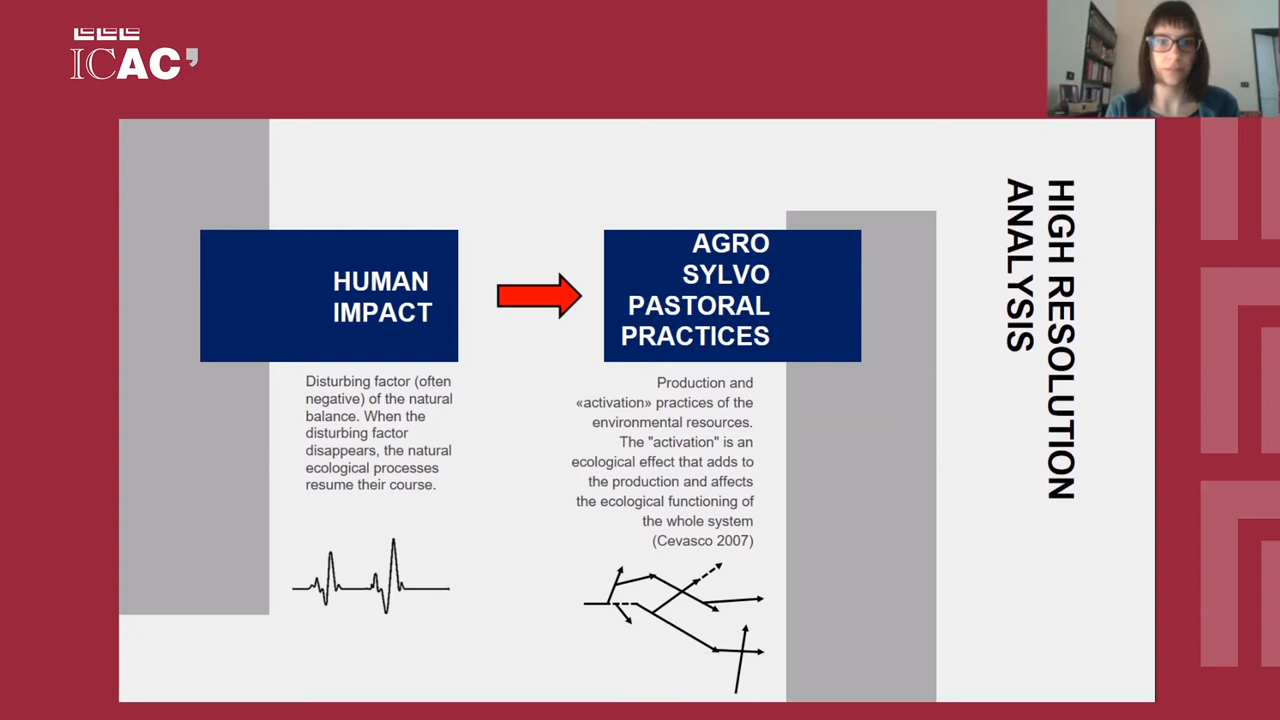 ICAC’
HUMAN
IMPACT
Disturbing factor (often
negative) of the natural
balance. When the
disturbing factor
disappears, the natural
ecological processes
resume their course.
AGRO
SYLVO
PASTORAL
PRACTICES
Production and
«activation» practices of the
environmental resources.
The "activation" is an
ecological effect that adds to
the production and affects
the ecological functioning of
the whole system
(Cevasco 2007)
HIGH RESOLUTION
ANALYSIS